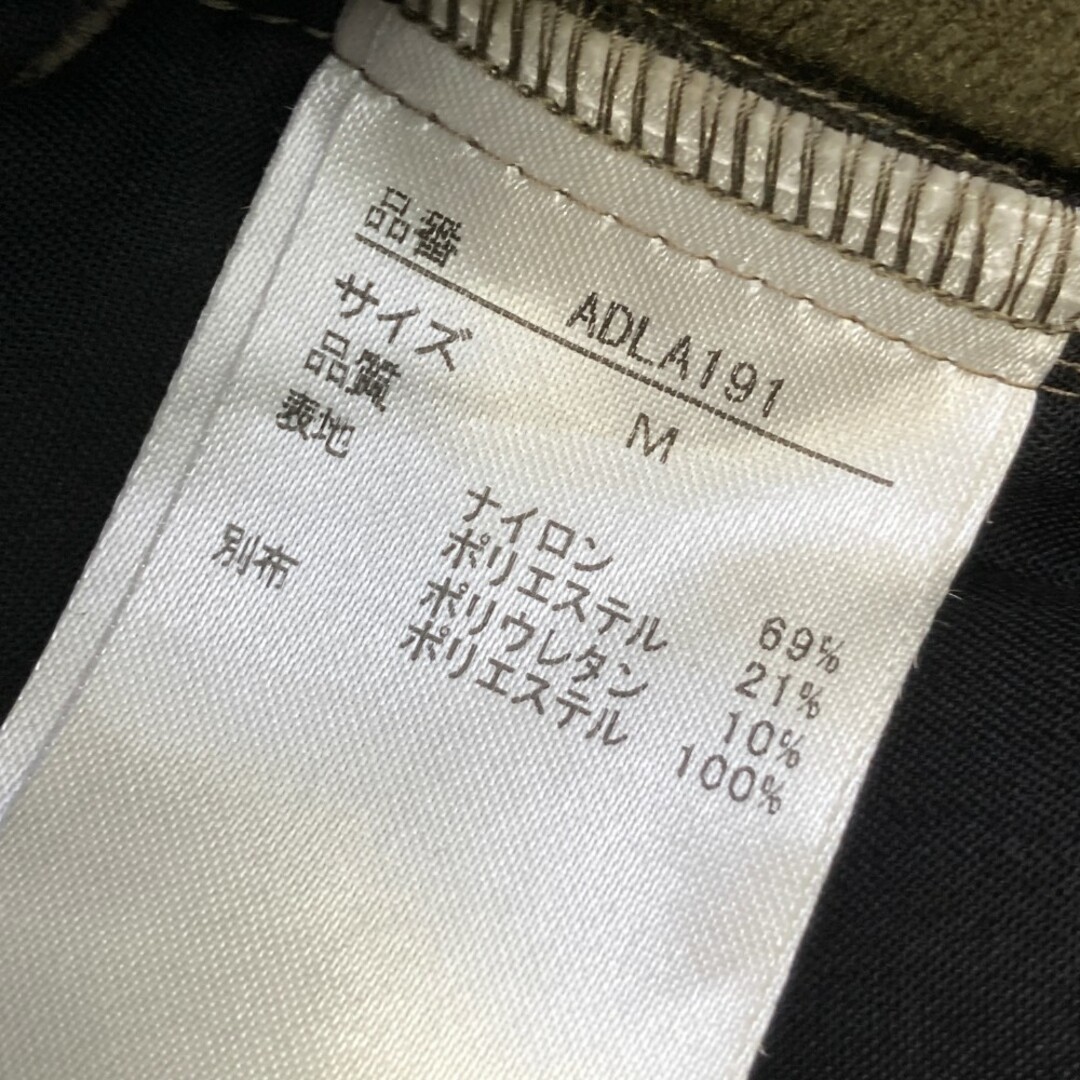 品番 ADLA191
サイズ M
品質
表地 ナイロン 69%
ポリエステル 21%
ポリウレタン 10%
別布 ポリエステル 100%